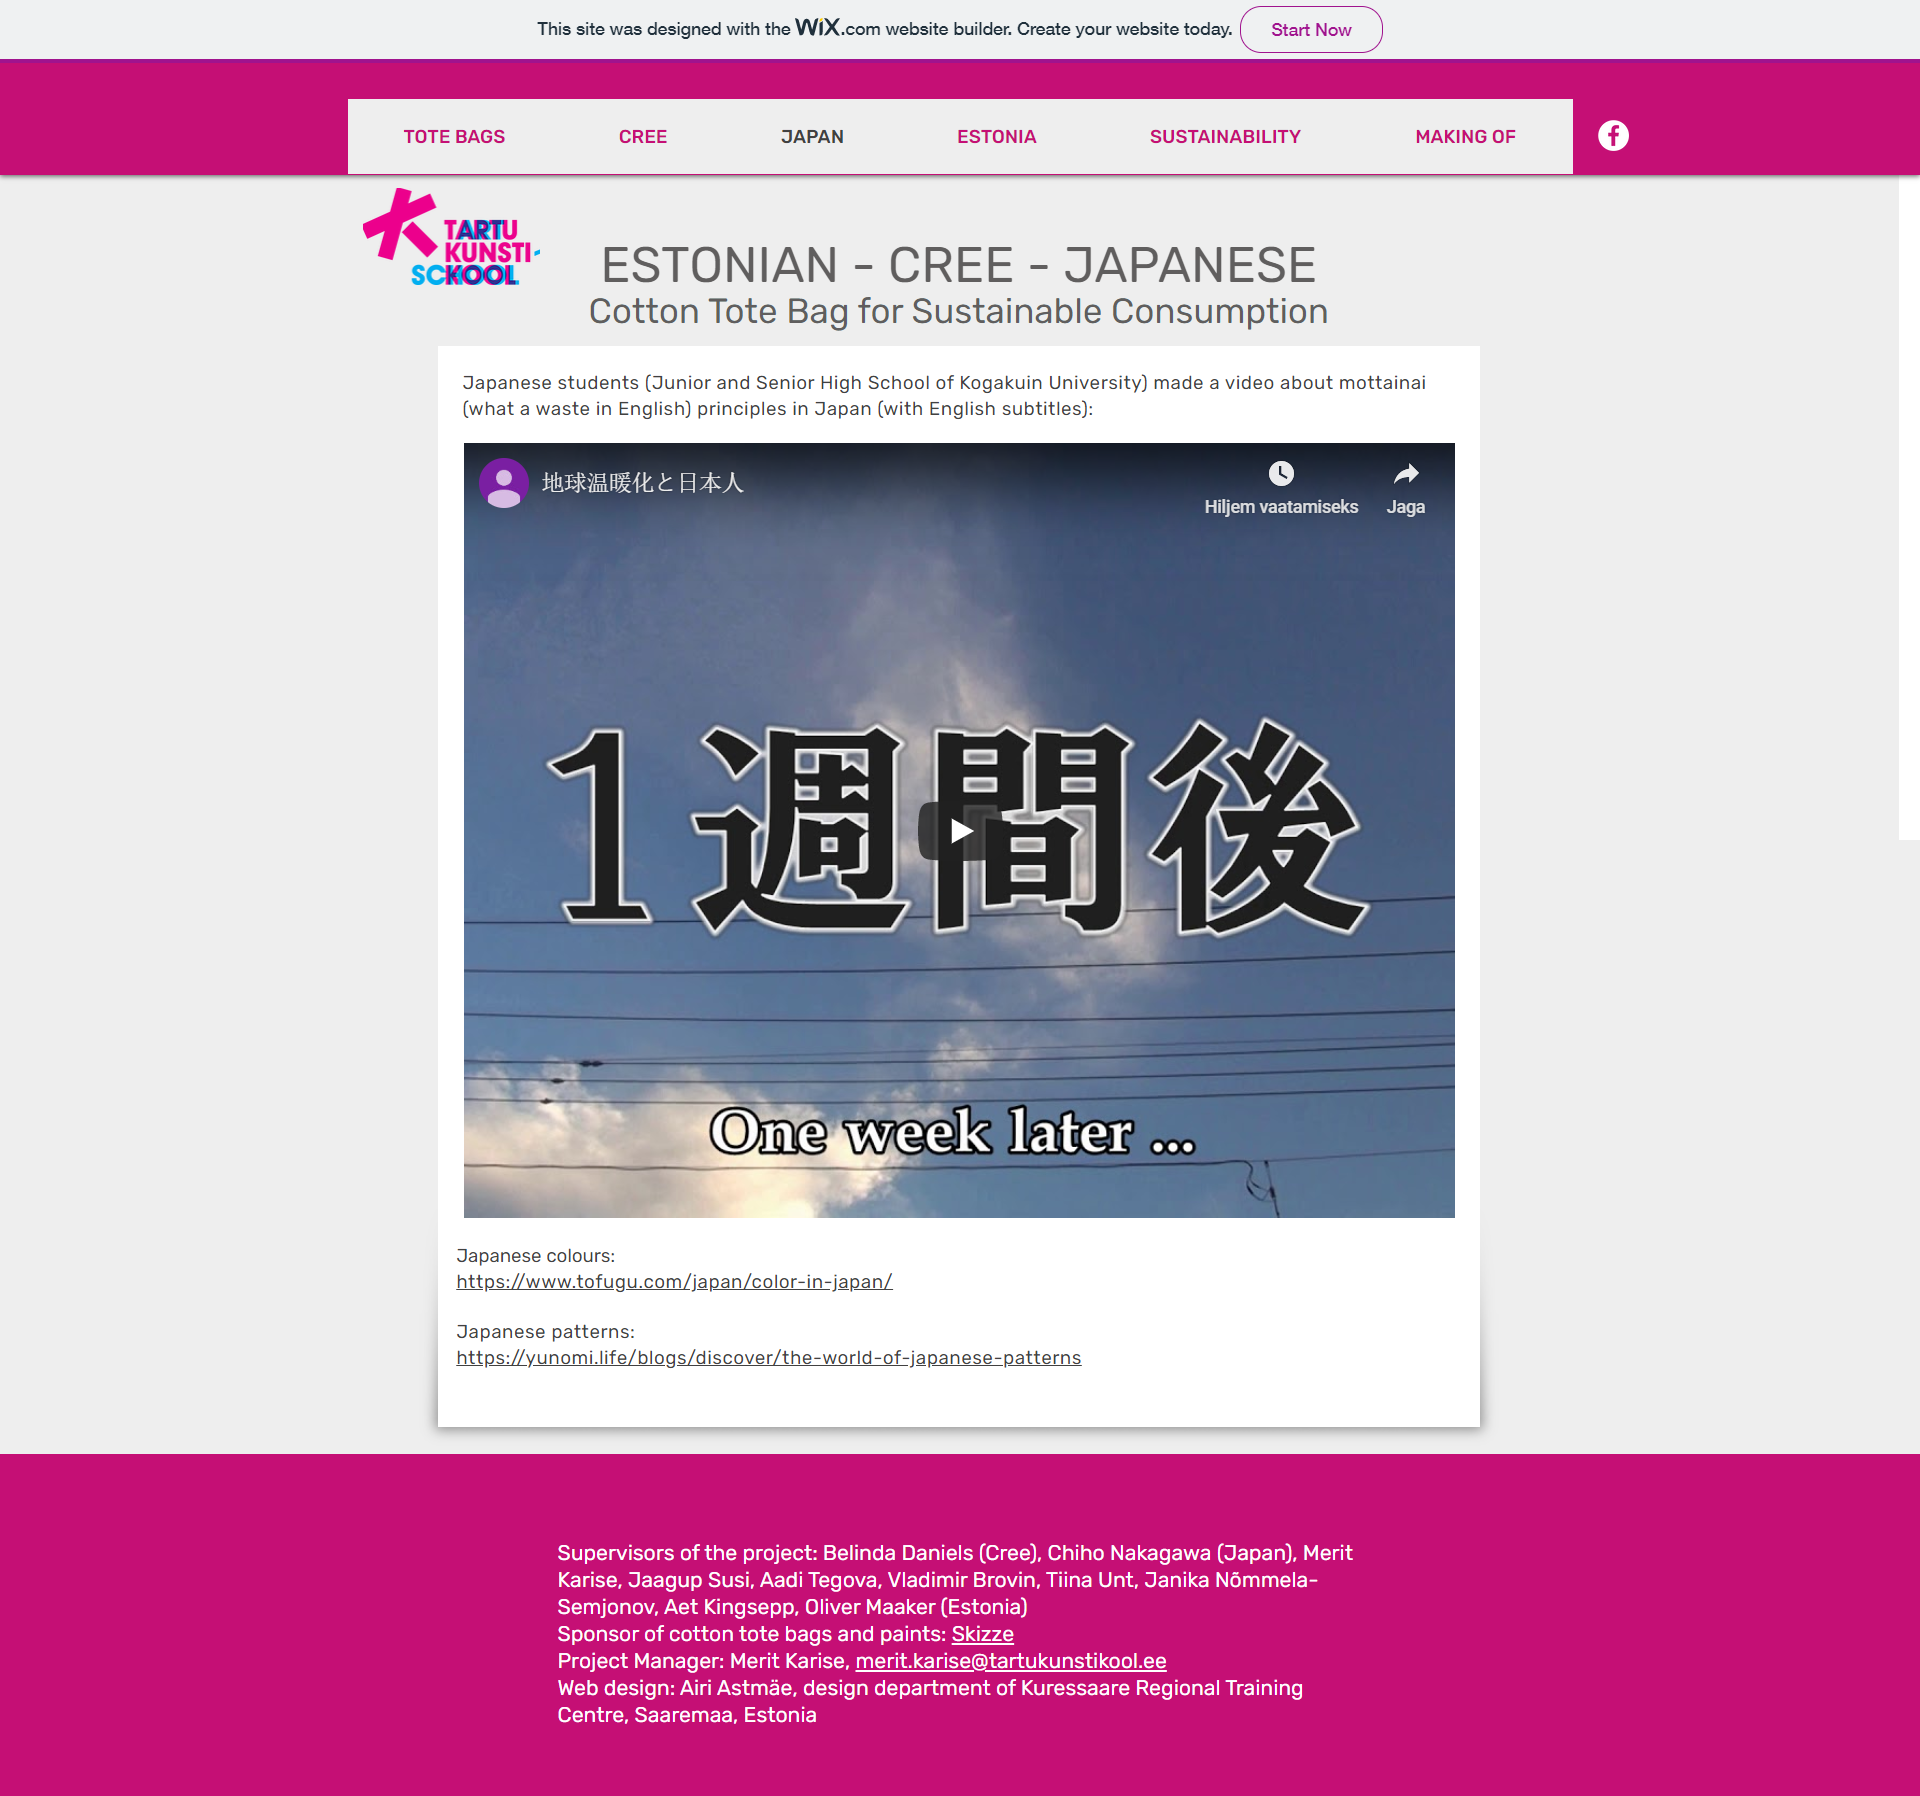 This site was designed with the WiX.com website builder. Create your website today. Start Now
TOTE BAGS CREE JAPAN ESTONIA SUSTAINABILITY MAKING OF
TARTU
KUNSTI-
SCKOOL
ESTONIAN - CREE - JAPANESE
Cotton Tote Bag for Sustainable Consumption
Japanese students (Junior and Senior High School of Kogakuin University) made a video about mottainai
(what a waste in English) principles in Japan (with English subtitles):
地球温暖化と日本人
Hiljem vaatamiseks Jaga
1週間後
One week later ...
Japanese colours:
https://www.tofugu.com/japan/color-in-japan/
Japanese patterns:
https://yunomi.life/blogs/discover/the-world-of-japanese-patterns
Supervisors of the project: Belinda Daniels (Cree), Chiho Nakagawa (Japan), Merit
Karise, Jaagup Susi, Aadi Tegova, Vladimir Brovin, Tiina Unt, Janika Nõmmela-
Semjonov, Aet Kingsepp, Oliver Maaker (Estonia)
Sponsor of cotton tote bags and paints: Skizze
Project Manager: Merit Karise, merit.karise@tartukunstikool.ee
Web design: Airi Astmäe, design department of Kuressaare Regional Training
Centre, Saaremaa, Estonia